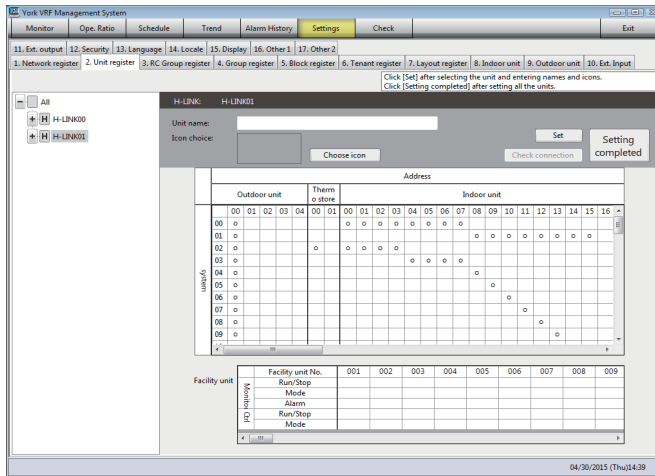 York VRF Management System
Monitor Ope. Ratio Schedule Trend Alarm History Settings Check Exit
11. Ext. output 12. Security 13. Language 14. Locale 15. Display 16. Other1 17. Other2
1. Network register 2. Unit register 3. RC Group register 4. Group register 5. Block register 6. Tenant register 7. Layout register 8. Indoor unit 9. Outdoor unit 10. Ext. Input
Click [Set] after selecting the unit and entering names and icons.
Click [Setting completed] after setting all the units.
All
H H-LINK00
H H-LINK01
H-LINK: H-LINK01
Unit name:
Icon choice:
Choose icon
Set
Check connection
Setting
completed
Address
Outdoor unit
Therm
o store
Indoor unit
00 01 02 03 04 00 01 00 01 02 03 04 05 06 07 08 09 10 11 12 13 14 15 16
system
00 o o o o o o o o o
01 o o o o o o o o o
02 o o o o o o
03 o o o o o
04 o o
05 o o
06 o o
07 o o
08 o o
09 o o
Facility unit
Facility unit No. 001 002 003 004 005 006 007 008 009
Monitor
Run/Stop
Mode
Alarm
Ctrl
Run/Stop
Mode
04/30/2015 (Thu)14:39